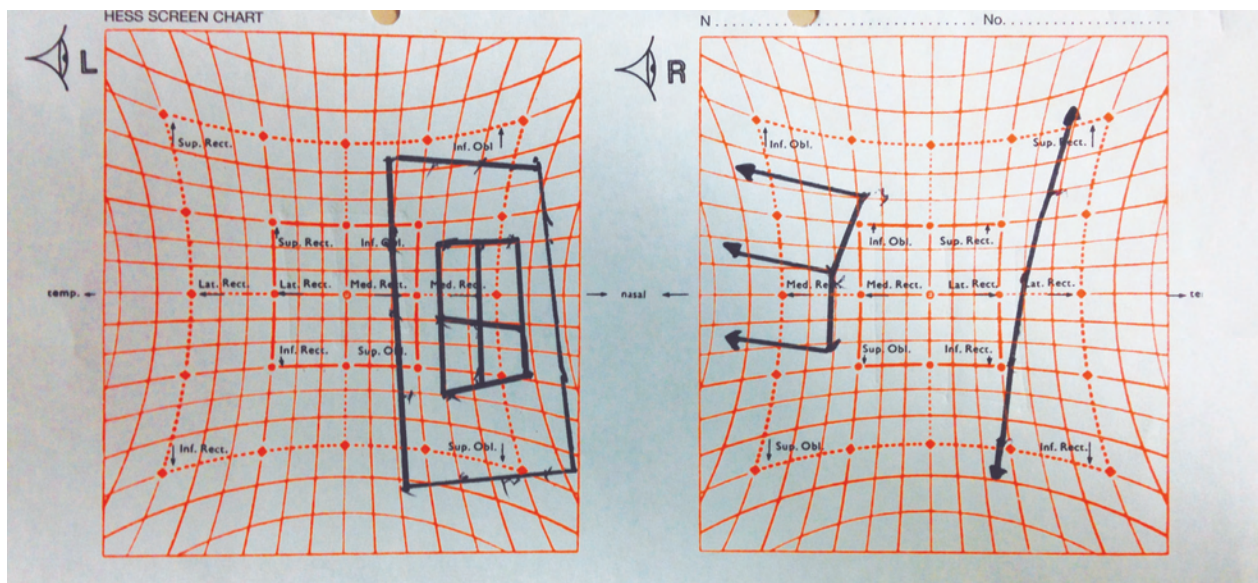 HESS SCREEN CHART
N
No.
L
Sup. Rect.
Inf. Obl
Sup. Rect.
Inf. Obl.
temp.
Lat. Rect.
Lat. Rect.
Med. Rect.
Med. Rect.
Inf. Rect.
Sup. Obl.
Inf. Rect.
Sup. Obl.
nasal
R
Inf. Obl.
Sup. Rect.
Inf. Obl.
Sup. Rect.
Med. Rect.
Med. Rect.
Lat. Rect.
Lat. Rect.
te
Sup. Obl.
Inf. Rect.
Sup. Obl.
Inf. Rect.